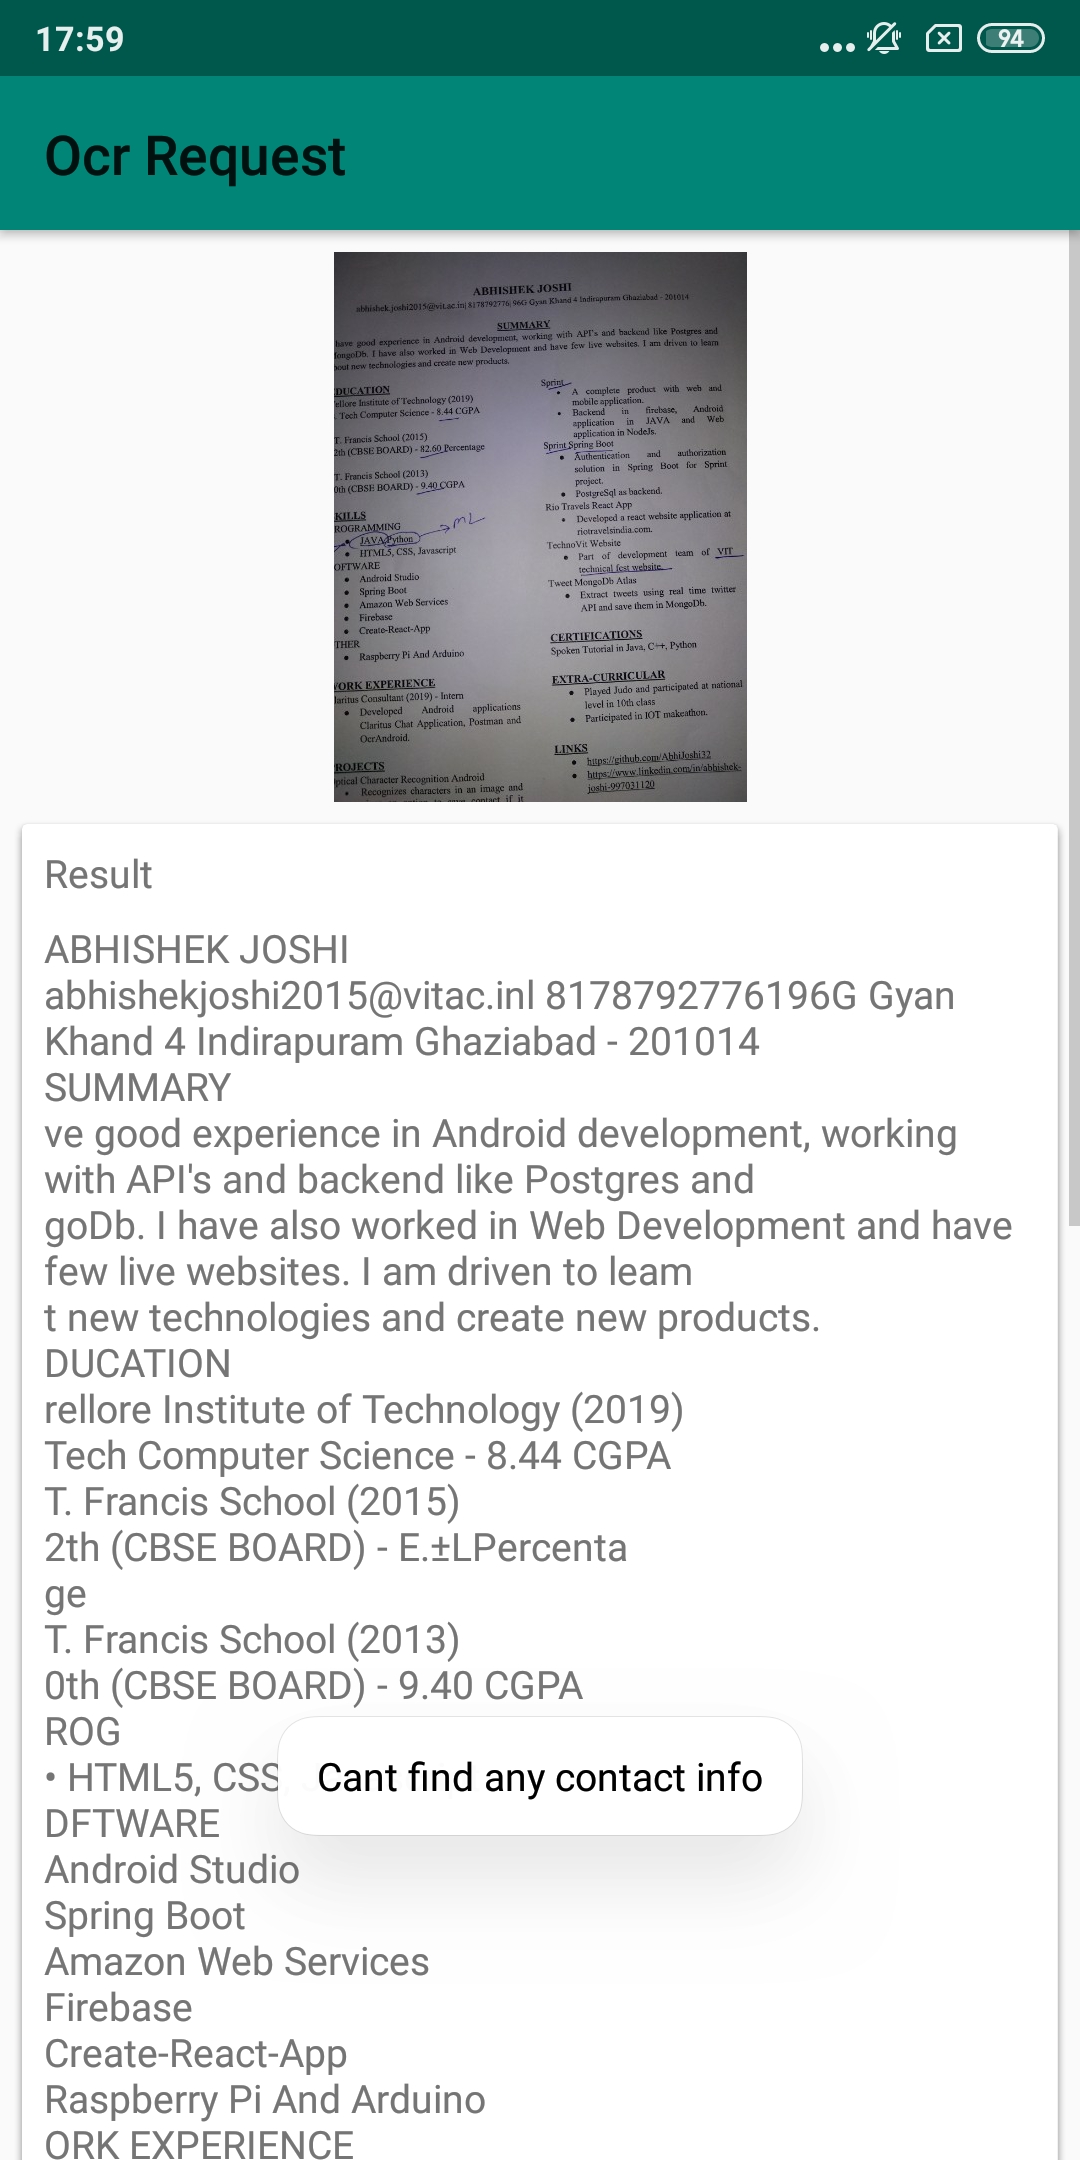 17:59
94
Ocr Request
ABHISHEK JOSHI
abhishek.joshi2015@vit.ac.in| 8178792776| 96G Gyan Khand 4 Indirapuram Ghaziabad - 201014
SUMMARY
have good experience in Android development, working with API's and backend like Postgres and
ongoDb. I have also worked in Web Development and have few live websites. I am driven to learn
out new technologies and create new products.
DUCATION
ellore Institute of Technology (2019)
Tech Computer Science - 8.44 CGPA
T. Francis School (2015)
2th (CBSE BOARD) - 82.60 Percentage
T. Francis School (2013)
0th (CBSE BOARD) - 9.40 CGPA
KILLS
ROGRAMMING
• JAVA Python ML
• HTML5, CSS, Javascript
OFTWARE
• Android Studio
• Spring Boot
• Amazon Web Services
• Firebase
• Create-React-App
THER
• Raspberry Pi And Arduino
ORK EXPERIENCE
laritus Consultant (2019) - Intern
• Developed Android applications
Claritus Chat Application, Postman and
OcrAndroid.
ROJECTS
ptical Character Recognition Android
• Recognizes characters in an image and
contact if it
Sprint
• A complete product with web and
mobile application.
• Backend in firebase, Android
application in JAVA and Web
application in NodeJs.
Sprint Spring Boot
• Authentication and authorization
solution in Spring Boot for Sprint
project.
• PostgreSql as backend.
Rio Travels React App
• Developed a react website application at
riotravelsindia.com.
TechnoVit Website
• Part of development team of VIT
technical fest website.
Tweet MongoDb Atlas
• Extract tweets using real time twitter
API and save them in MongoDb.
CERTIFICATIONS
Spoken Tutorial in Java, C++, Python
EXTRA-CURRICULAR
• Played Judo and participated at national
level in 10th class
• Participated in IOT makeathon.
LINKS
• https://github.com/AbhiJoshi32
• https://www.linkedin.com/in/abhishek-
joshi-997031120
Result
ABHISHEK JOSHI
abhishekjoshi2015@vitac.inl 8178792776196G Gyan
Khand 4 Indirapuram Ghaziabad - 201014
SUMMARY
ve good experience in Android development, working
with API's and backend like Postgres and
goDb. I have also worked in Web Development and have
few live websites. I am driven to leam
t new technologies and create new products.
DUCATION
rellore Institute of Technology (2019)
Tech Computer Science - 8.44 CGPA
T. Francis School (2015)
2th (CBSE BOARD) - E.±LPercenta
ge
T. Francis School (2013)
0th (CBSE BOARD) - 9.40 CGPA
ROG
• HTML5, CSS
Cant find any contact info
DFTWARE
Android Studio
Spring Boot
Amazon Web Services
Firebase
Create-React-App
Raspberry Pi And Arduino
ORK EXPERIENCE